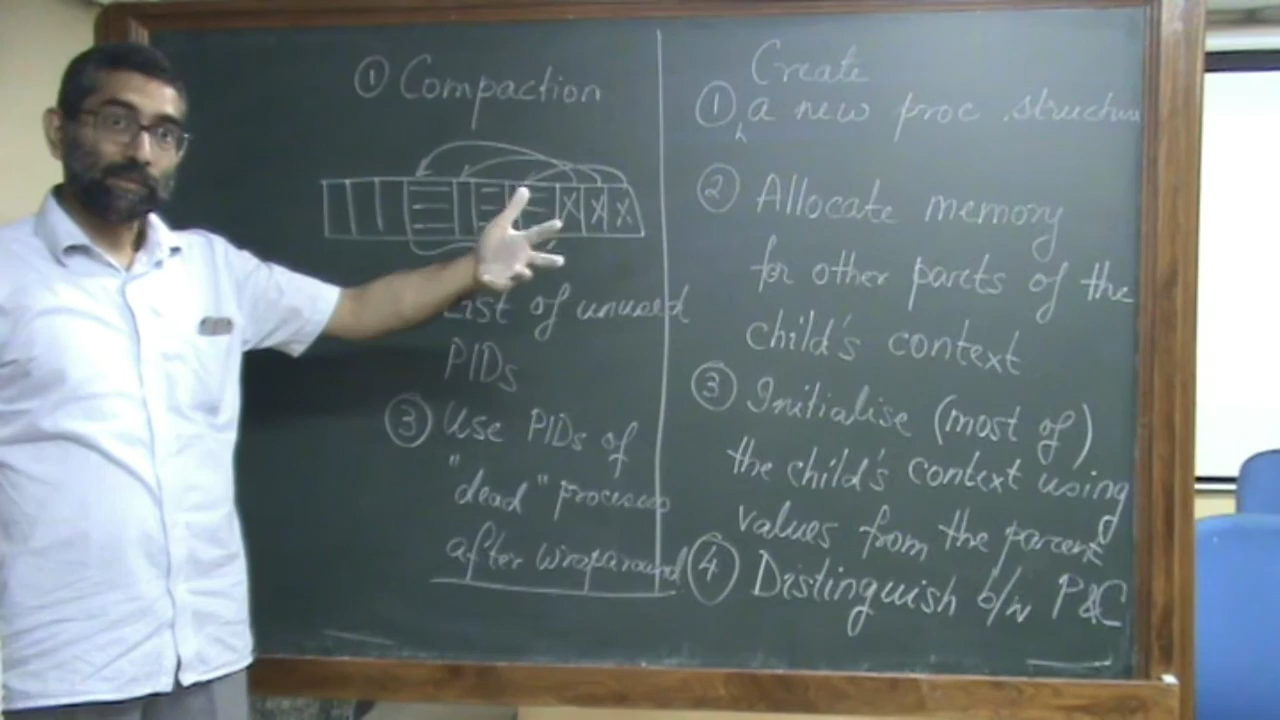 ① Compaction
List of unused
PIDs
③ Use PIDs of
"dead" processes
after wraparound
Create
① a new proc structure
② Allocate memory
for other parts of the
child's context
③ Initialise (most of)
the child's context using
values from the parent
④ Distinguish b/w P&C